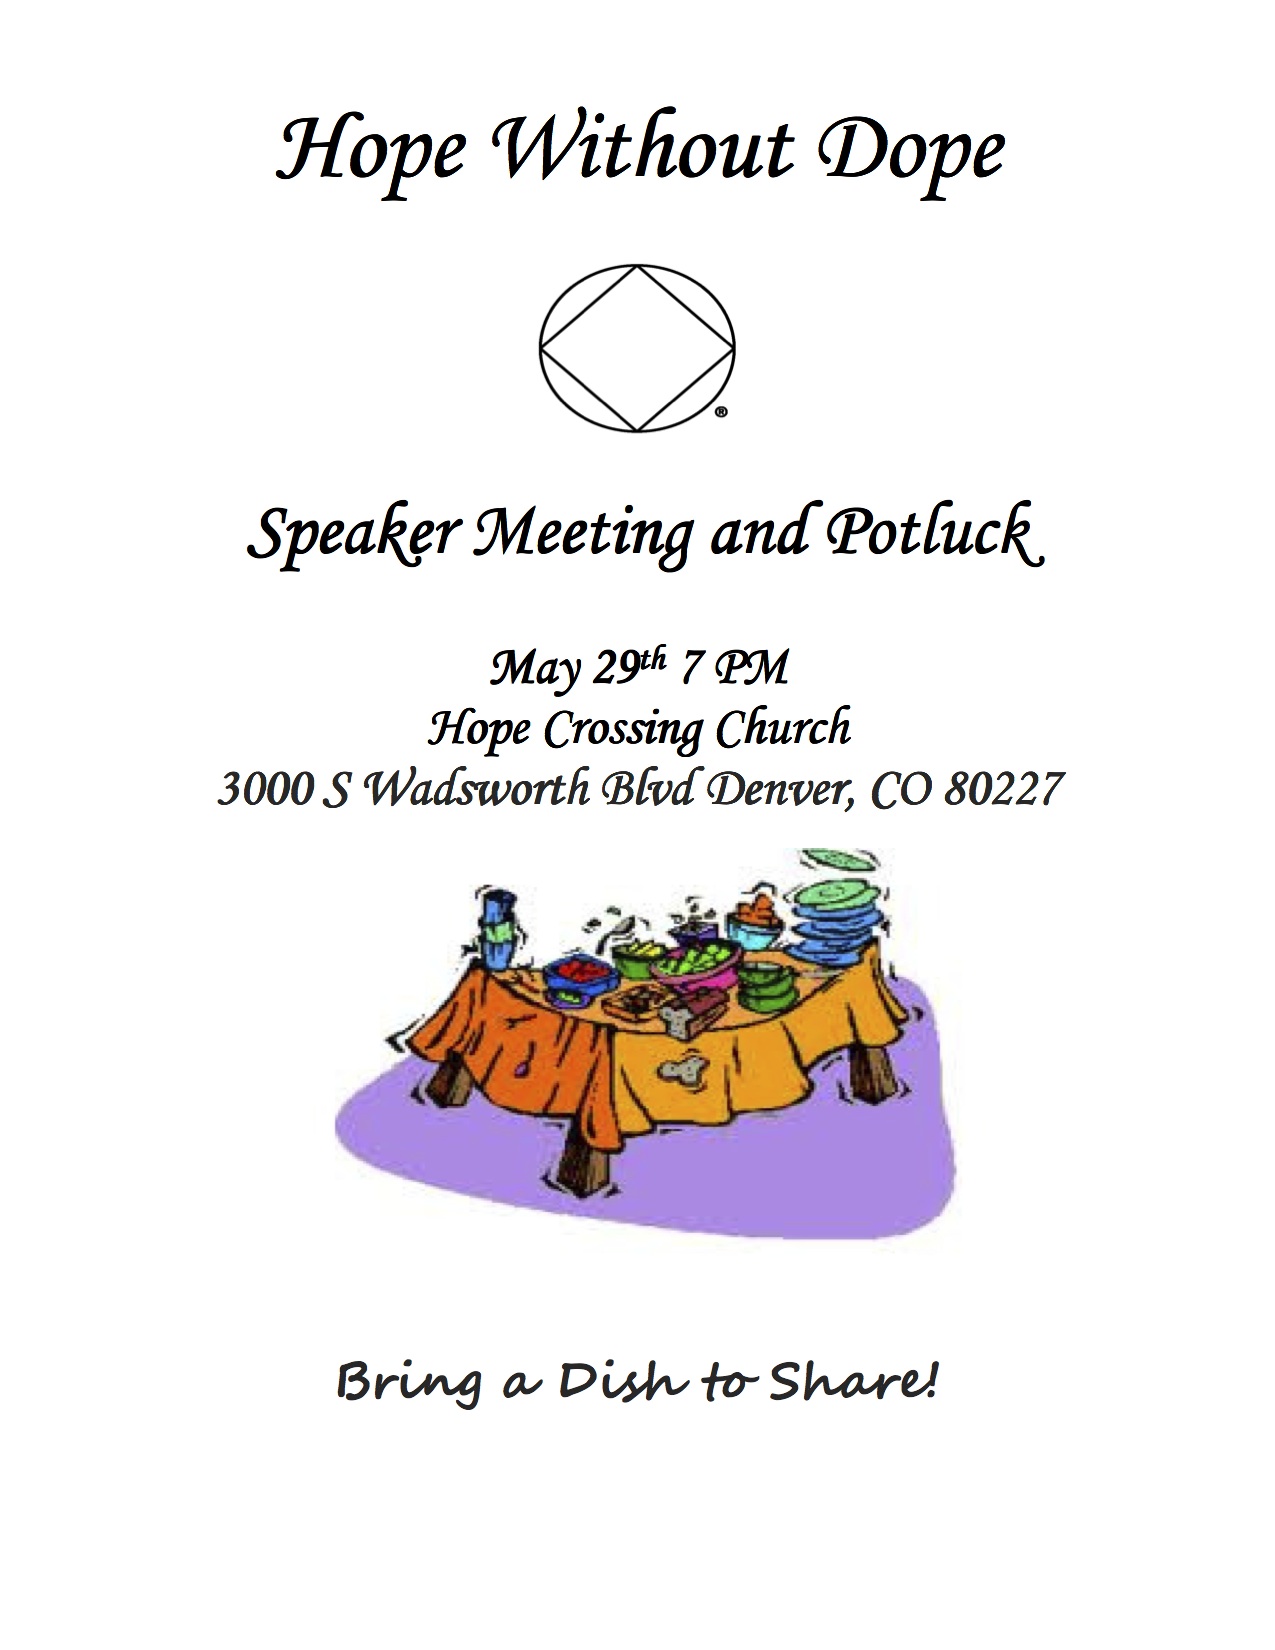 Hope Without Dope
®
Speaker Meeting and Potluck
May 29th 7 PM
Hope Crossing Church
3000 S Wadsworth Blvd Denver, CO 80227
Bring a Dish to Share!